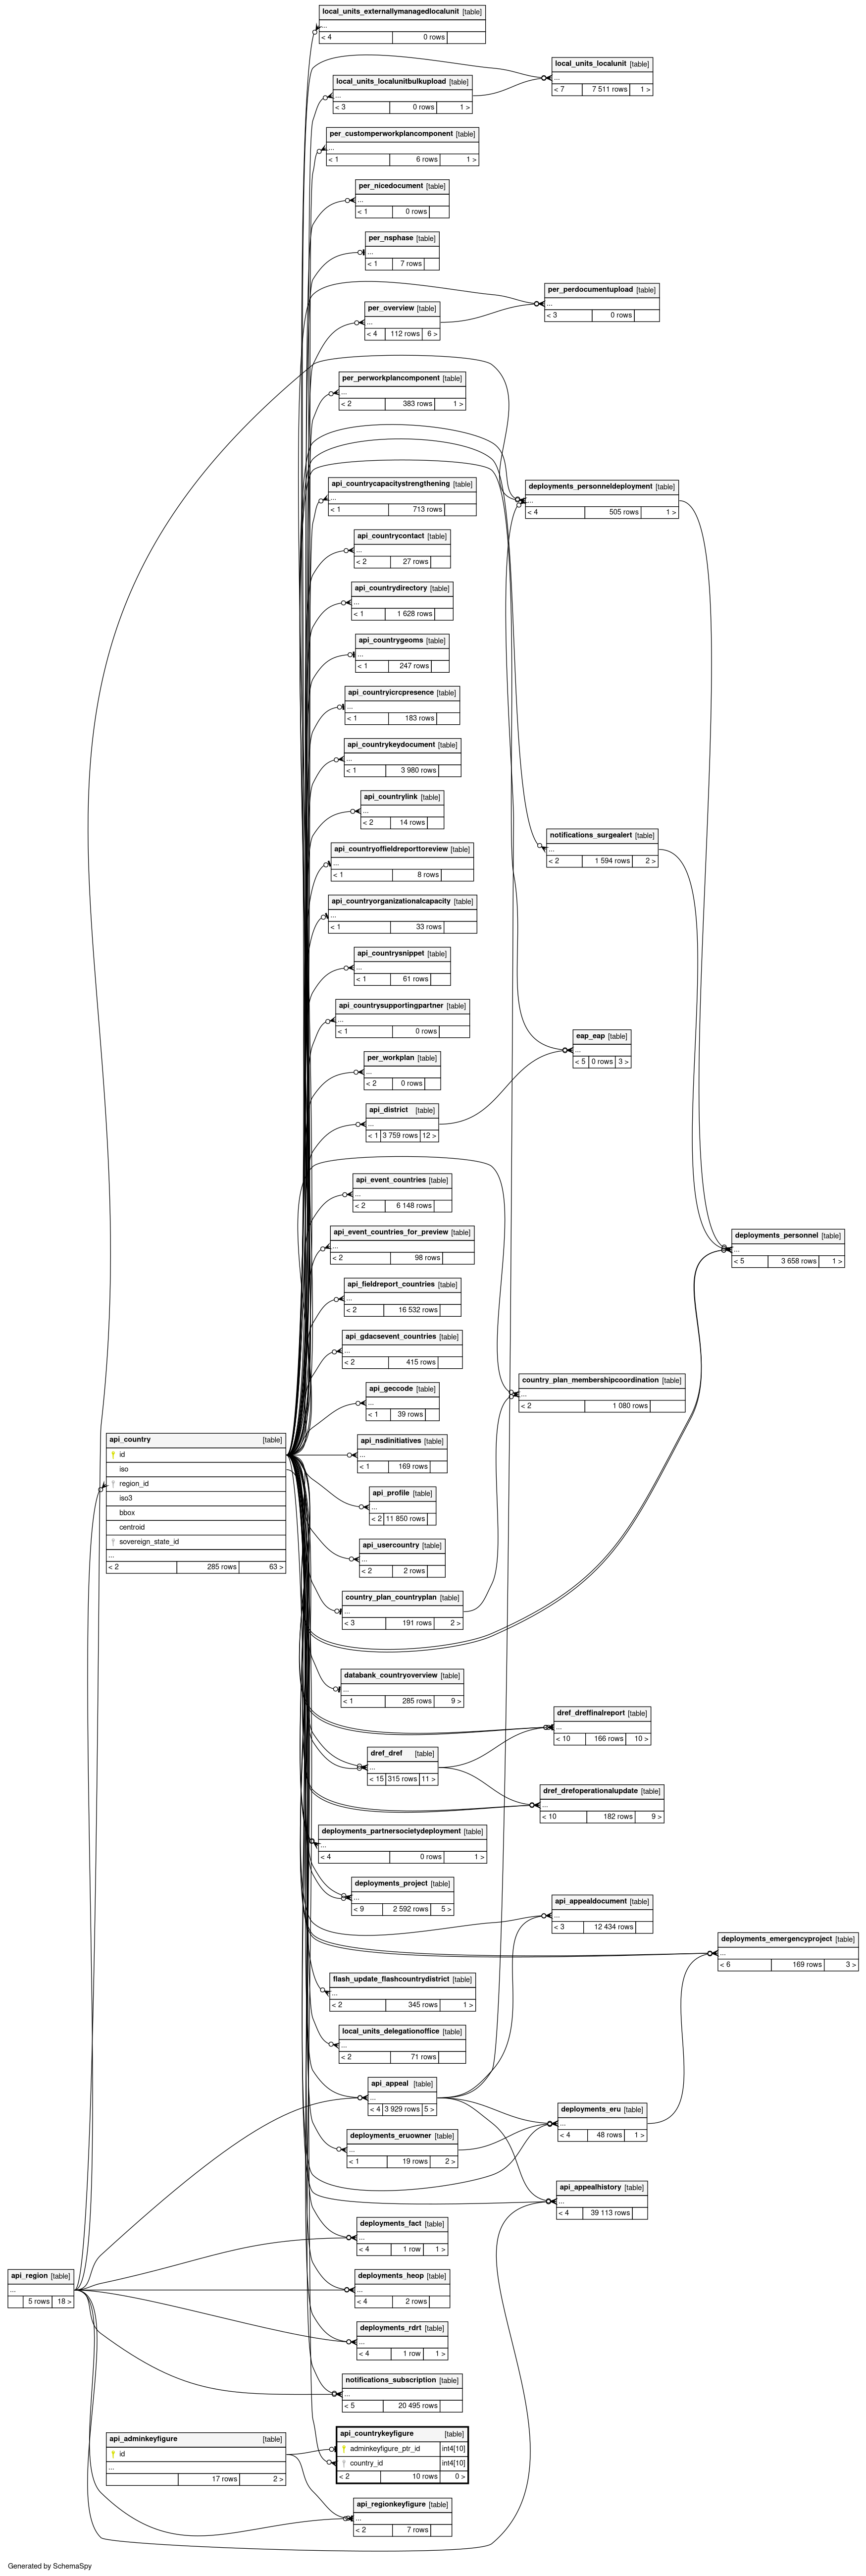 local_units_externallymanagedlocalunit [table]
...
< 4 0 rows
local_units_localunit [table]
...
< 7 7 511 rows 1 >
local_units_localunitbulkupload [table]
...
< 3 0 rows 1 >
per_customperworkplancomponent [table]
...
< 1 6 rows 1 >
per_nicedocument [table]
...
< 1 0 rows
per_nsphase [table]
...
< 1 7 rows
per_perdocumentupload [table]
...
< 3 0 rows
per_overview [table]
...
< 4 112 rows 6 >
per_perworkplancomponent [table]
...
< 2 383 rows 1 >
api_countrycapacitystrengthening [table]
...
< 1 713 rows
deployments_personneldeployment [table]
...
< 4 505 rows 1 >
api_countrycontact [table]
...
< 2 27 rows
api_countrydirectory [table]
...
< 1 1 628 rows
api_countrygeoms [table]
...
< 1 247 rows
api_countryicrcpresence [table]
...
< 1 183 rows
api_countrykeydocument [table]
...
< 1 3 980 rows
api_countrylink [table]
...
< 2 14 rows
notifications_surgealert [table]
...
< 2 1 594 rows 2 >
api_countryoffieldreporttoreview [table]
...
< 1 8 rows
api_countryorganizationalcapacity [table]
...
< 1 33 rows
api_countrysnippet [table]
...
< 1 61 rows
api_countrysupportingpartner [table]
...
< 1 0 rows
eap_eap [table]
...
< 5 0 rows 3 >
per_workplan [table]
...
< 2 0 rows
api_district [table]
...
< 1 3 759 rows 12 >
api_event_countries [table]
...
< 2 6 148 rows
api_event_countries_for_preview [table]
...
< 2 98 rows
deployments_personnel [table]
...
< 5 3 658 rows 1 >
api_fieldreport_countries [table]
...
< 2 16 532 rows
api_gdacsevent_countries [table]
...
< 2 415 rows
api_geccode [table]
...
< 1 39 rows
country_plan_membershipcoordination [table]
...
< 2 1 080 rows
api_country [table]
id
iso
region_id
iso3
bbox
centroid
sovereign_state_id
...
< 2 285 rows 63 >
api_nsdinitiatives [table]
...
< 1 169 rows
api_profile [table]
...
< 2 11 850 rows
api_usercountry [table]
...
< 2 2 rows
country_plan_countryplan [table]
...
< 3 191 rows 2 >
databank_countryoverview [table]
...
< 1 285 rows 9 >
dref_dreffinalreport [table]
...
< 10 166 rows 10 >
dref_dref [table]
...
< 15 315 rows 11 >
dref_drefoperationalupdate [table]
...
< 10 182 rows 9 >
deployments_partnersocietydeployment [table]
...
< 4 0 rows 1 >
deployments_project [table]
...
< 9 2 592 rows 5 >
api_appealdocument [table]
...
< 3 12 434 rows
deployments_emergencyproject [table]
...
< 6 169 rows 3 >
flash_update_flashcountrydistrict [table]
...
< 2 345 rows 1 >
local_units_delegationoffice [table]
...
< 2 71 rows
api_appeal [table]
...
< 4 3 929 rows 5 >
deployments_eru [table]
...
< 4 48 rows 1 >
deployments_eruowner [table]
...
< 1 19 rows 2 >
api_appealhistory [table]
...
< 4 39 113 rows
deployments_fact [table]
...
< 4 1 row 1 >
api_region [table]
...
5 rows 18 >
deployments_heop [table]
...
< 4 2 rows
deployments_rdrt [table]
...
< 4 1 row 1 >
notifications_subscription [table]
...
< 5 20 495 rows
api_adminkeyfigure [table]
id
...
17 rows 2 >
api_countrykeyfigure [table]
adminkeyfigure_ptr_id int4[10]
country_id int4[10]
< 2 10 rows 0 >
api_regionkeyfigure [table]
...
< 2 7 rows
Generated by SchemaSpy